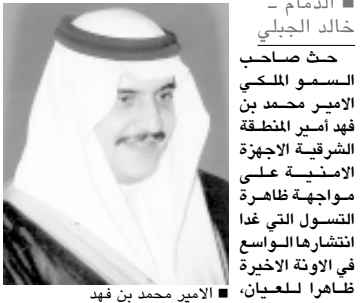 ■ الدمام ـ
خالد الجبلي
حث صاحب
السمو الملكي
الامير محمد بن
فهد أمير المنطقة
الشرقية الاجهزة
الامنية على
مواجهة ظاهرة
التسول التي غدا
انتشارها الواسع
في الاونة الاخيرة
ظاهرا للعيان،
■ الامير محمد بن فهد